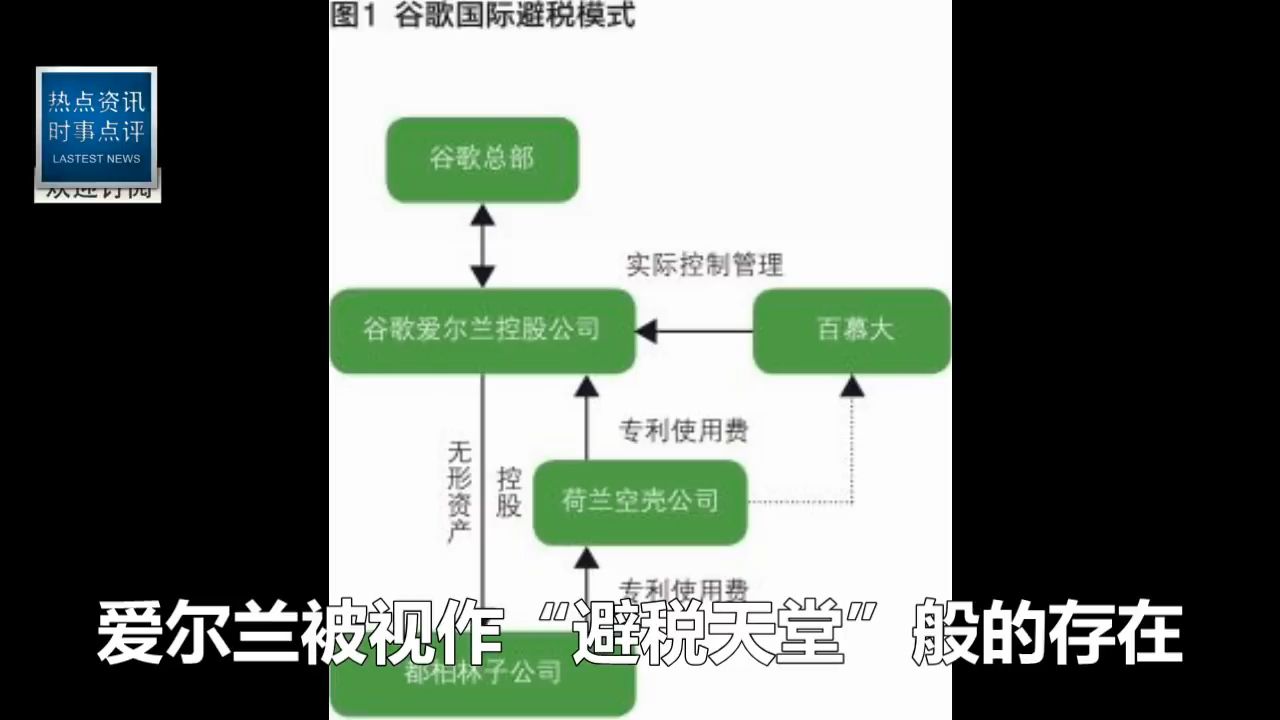 图1 谷歌国际避税模式
热点资讯
时事点评
LASTEST NEWS
欢迎订阅
谷歌总部
实际控制管理
谷歌爱尔兰控股公司
百慕大
专利使用费
无形资产
控股
荷兰空壳公司
专利使用费
爱尔兰被视作“避税天堂”般的存在
都柏林子公司